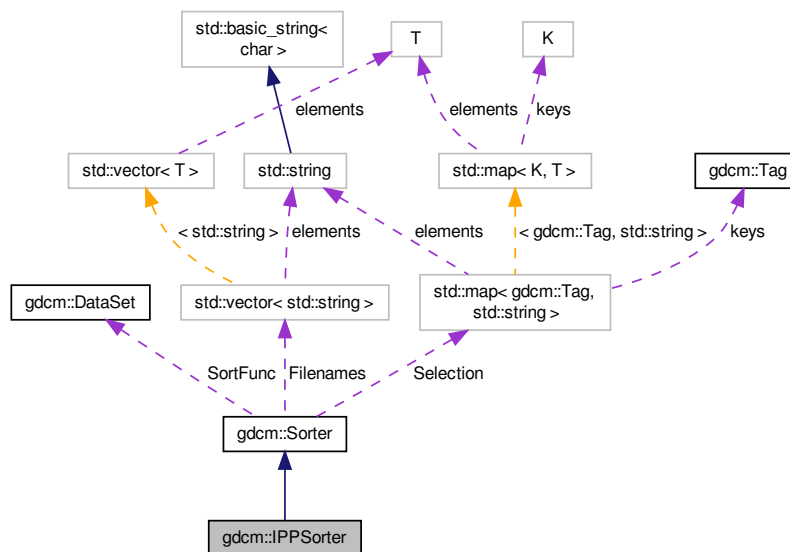 std::basic_string<
char >
T
K
elements
elements
keys
std::vector< T >
std::string
std::map< K, T >
gdcm::Tag
< std::string >
elements
elements
< gdcm::Tag, std::string >
keys
gdcm::DataSet
std::vector< std::string >
std::map< gdcm::Tag,
std::string >
SortFunc
Filenames
Selection
gdcm::Sorter
gdcm::IPPSorter